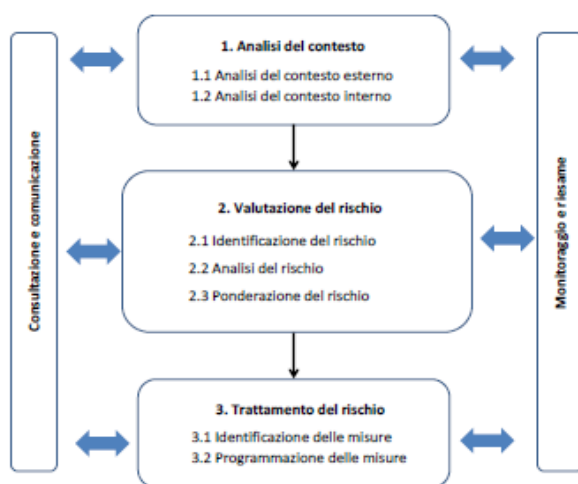 Consultazione e comunicazione
1. Analisi del contesto
1.1 Analisi del contesto esterno
1.2 Analisi del contesto interno
2. Valutazione del rischio
2.1 Identificazione del rischio
2.2 Analisi del rischio
2.3 Ponderazione del rischio
3. Trattamento del rischio
3.1 Identificazione delle misure
3.2 Programmazione delle misure
Monitoraggio e riesame